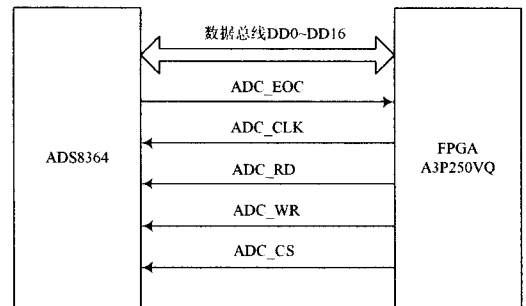 数据总线DD0~DD16
ADC_EOC
ADC_CLK
ADS8364
FPGA
A3P250VQ
ADC_RD
ADC_WR
ADC_CS